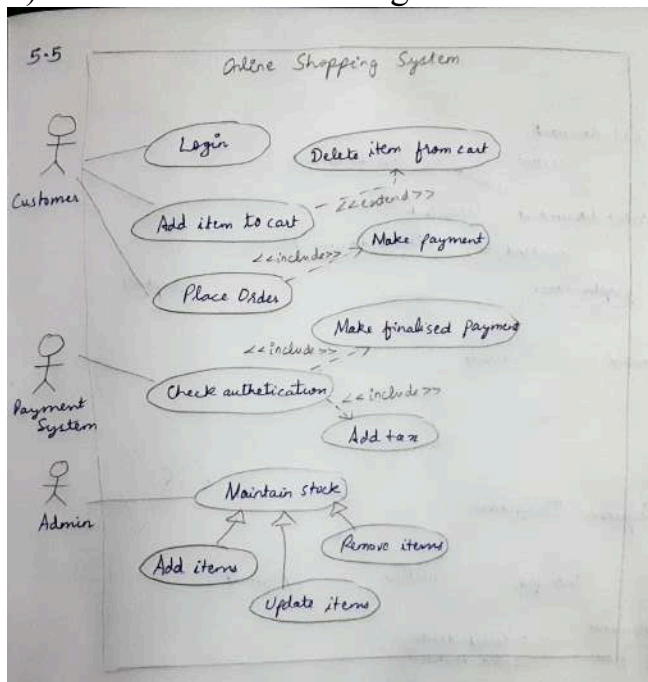 5.5
Online Shopping System
Login
Delete item from cart
Customer
<<extend>>
Add item to cart
Make payment
<<include>>
Place Order
Make finalised payment
<<include>>
Check authetication
<<include>>
Payment
System
Add tax
Maintain stock
Admin
Remove items
Add items
Update items